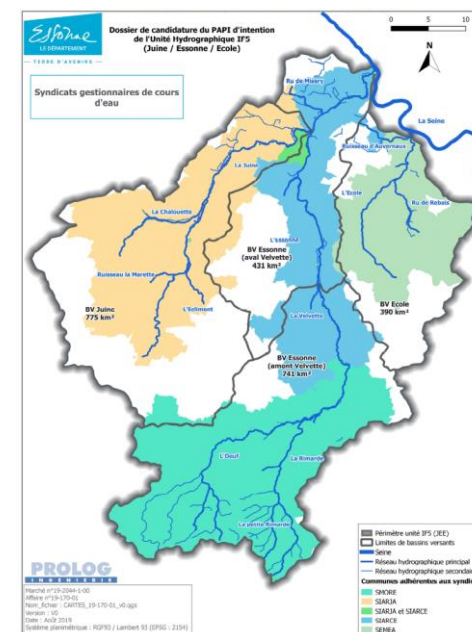 Essonne
LE DÉPARTEMENT
TERRE D'AVENIRS
Dossier de candidature du PAPI d'intention
de l'Unité Hydrographique IF5
(Juine / Essonne / Ecole)
0 5 10
N
Syndicats gestionnaires de cours
d'eau
Ru de Misery
La Seine
Ruisseau d'Auvernaux
La Juine
L'Ecole
Ru de Rebais
La Chalouette
L'Essonne
BV Essonne
(aval Velvette)
431 km²
Ruisseau la Marette
BV Juine
775 km²
L'Eclimont
BV Ecole
390 km²
La Velvette
BV Essonne
(amont Velvette)
741 km²
L'Oeuf
La Rimarde
La petite Rimarde
PROLOG
INGENIERIE
Marché n°19-2044-1-00
Affaire n°19-170-01
Nom_fichier : CARTES_19-170-01_v0.qgs
Version : V0
Date : Août 2019
Système planimétrique : RGF93 / Lambert 93 (EPSG : 2154)
Périmètre unité IF5 (JEE)
Limites de bassins versants
Seine
Réseau hydrographique principal
Réseau hydrographique secondaire
Communes adhérentes aux syndi
SMORE
SIARJA
SIARJA et SIARCE
SIARCE
SEMEA